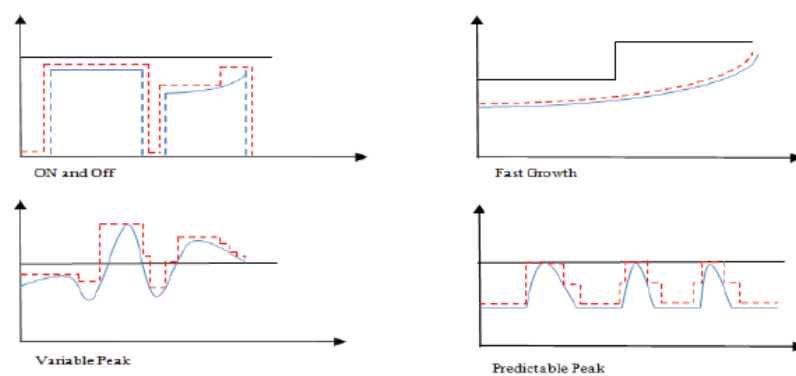 ON and Off
Fast Growth
Variable Peak
Predictable Peak